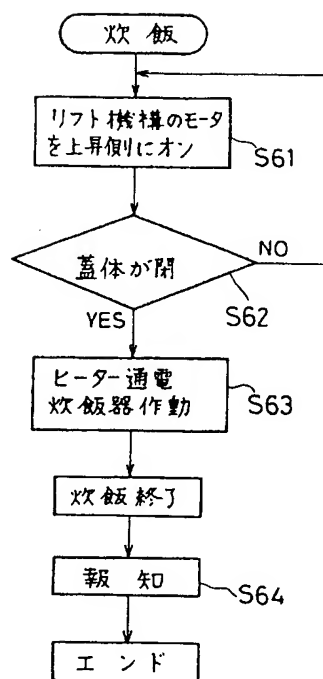 炊飯
リフト機構のモータ
を上昇側にオン
S61
蓋体が閉
NO
S62
YES
ヒーター通電
炊飯器作動
S63
炊飯終了
報知
S64
エンド